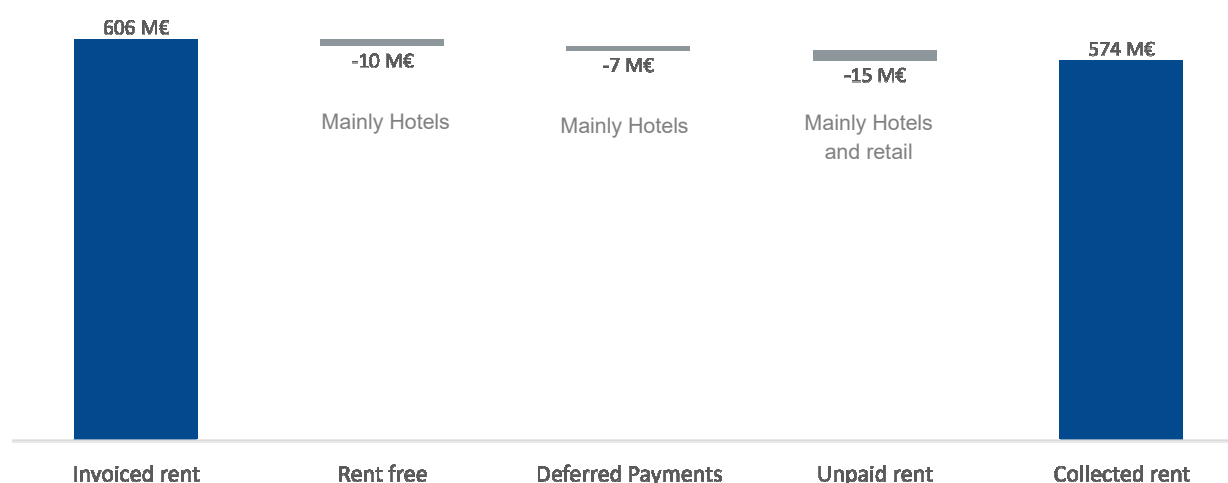 606 M€
-10 M€
-7 M€
-15 M€
574 M€
Mainly Hotels
Mainly Hotels
Mainly Hotels
and retail
Invoiced rent
Rent free
Deferred Payments
Unpaid rent
Collected rent